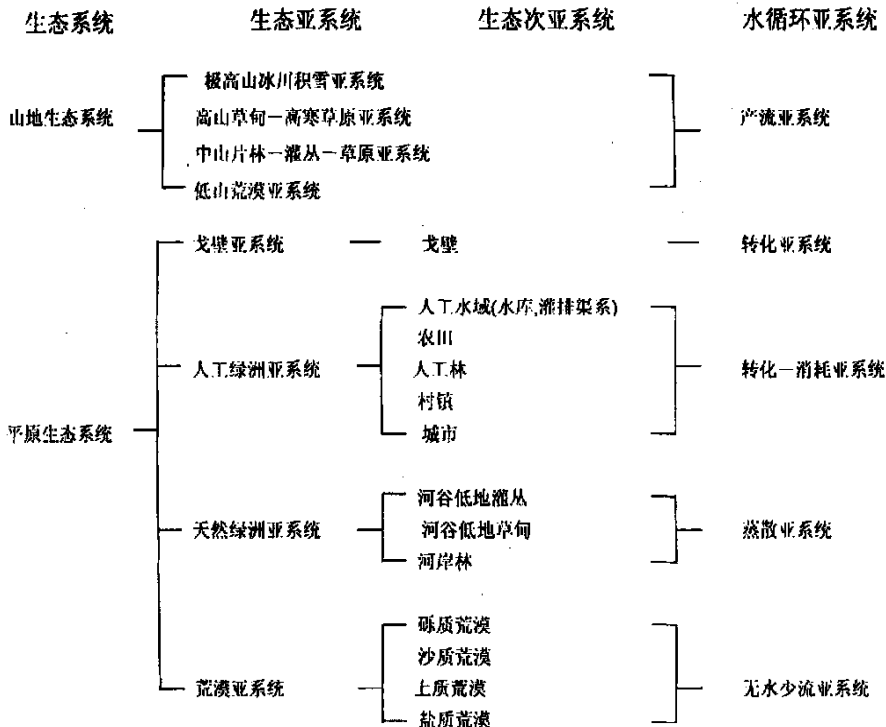 生态系统 生态亚系统 生态次亚系统 水循环亚系统
极高山冰川积雪亚系统
山地生态系统 高山草甸－高寒草原亚系统 产流亚系统
中山片林－灌丛－草原亚系统
低山荒漠亚系统
戈壁亚系统 戈壁 转化亚系统
人工水域(水库,灌排渠系)
农田
人工绿洲亚系统 人工林 转化－消耗亚系统
村镇
平原生态系统 城市
河谷低地灌丛
天然绿洲亚系统 河谷低地草甸 蒸散亚系统
河岸林
砾质荒漠
沙质荒漠
荒漠亚系统 土质荒漠 无水少流亚系统
盐质荒漠